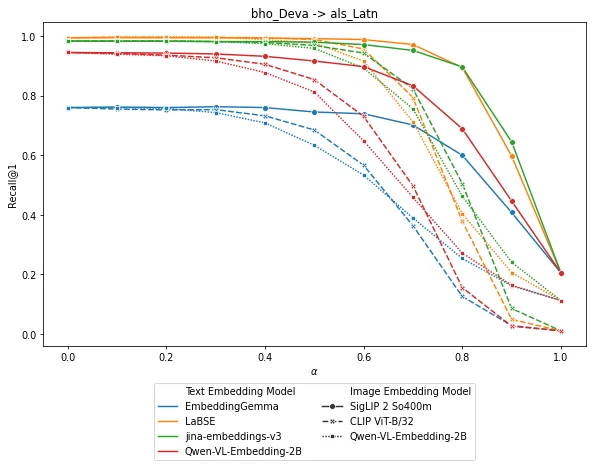 bho_Deva -> als_Latn
Recall@1
1.0
0.8
0.6
0.4
0.2
0.0
0.0 0.2 0.4 0.6 0.8 1.0
α
Text Embedding Model Image Embedding Model
EmbeddingGemma SigLIP 2 So400m
LaBSE CLIP ViT-B/32
jina-embeddings-v3 Qwen-VL-Embedding-2B
Qwen-VL-Embedding-2B